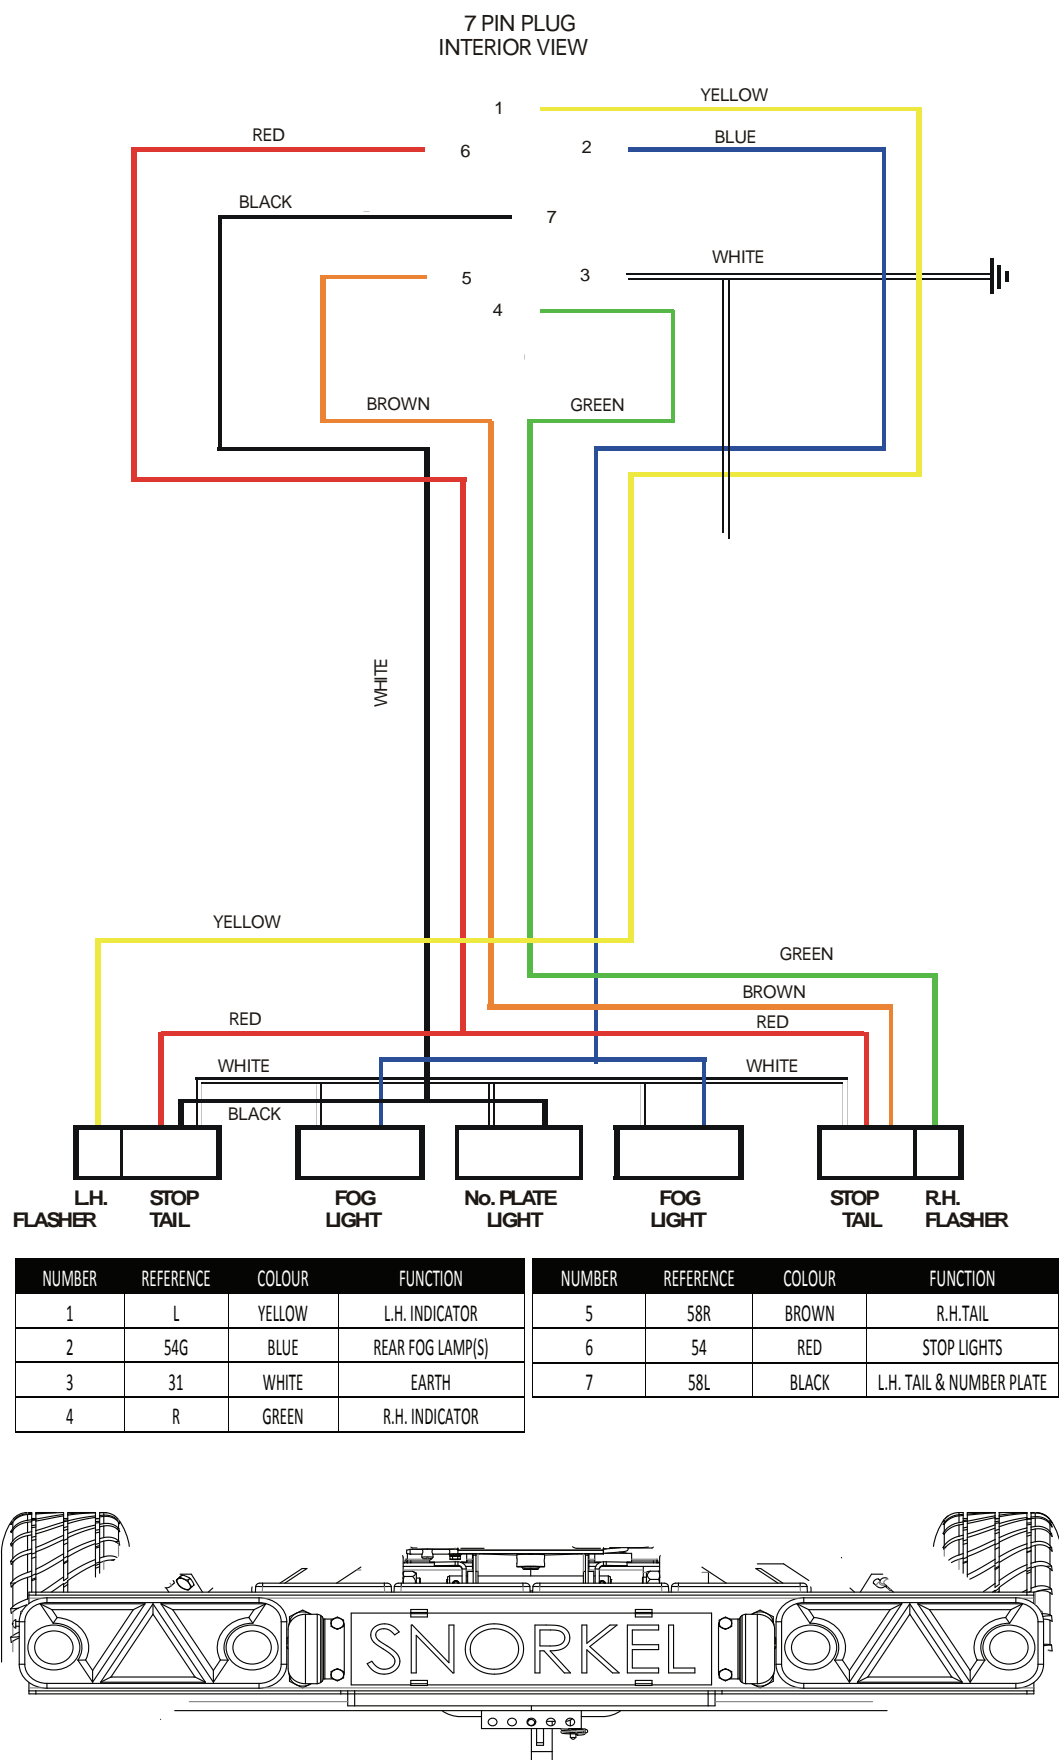 7 PIN PLUG
INTERIOR VIEW
YELLOW
1
RED
BLUE
6
2
BLACK
7
WHITE
5
3
4
BROWN
GREEN
WHITE
YELLOW
GREEN
BROWN
RED
RED
WHITE
WHITE
BLACK
L.H.
FLASHER
STOP
TAIL
FOG
LIGHT
No. PLATE
LIGHT
FOG
LIGHT
STOP
TAIL
R.H.
FLASHER
NUMBER REFERENCE COLOUR FUNCTION
1 L YELLOW L.H. INDICATOR
2 54G BLUE REAR FOG LAMP(S)
3 31 WHITE EARTH
4 R GREEN R.H. INDICATOR
NUMBER REFERENCE COLOUR FUNCTION
5 58R BROWN R.H.TAIL
6 54 RED STOP LIGHTS
7 58L BLACK L.H. TAIL & NUMBER PLATE
SNORKEL